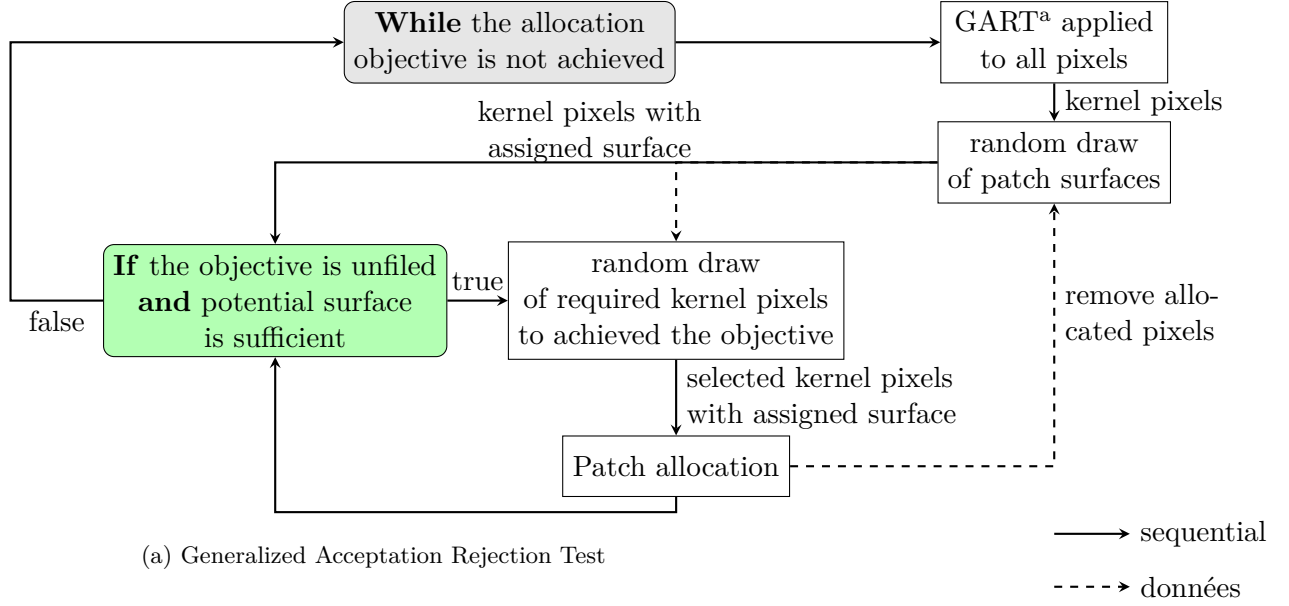 While the allocation
objective is not achieved
GARTᵃ applied
to all pixels
kernel pixels
kernel pixels with
assigned surface
random draw
of patch surfaces
If the objective is unfiled
and potential surface
is sufficient
true
false
random draw
of required kernel pixels
to achieved the objective
remove allo-
cated pixels
selected kernel pixels
with assigned surface
Patch allocation
(a) Generalized Acceptation Rejection Test
sequential
données